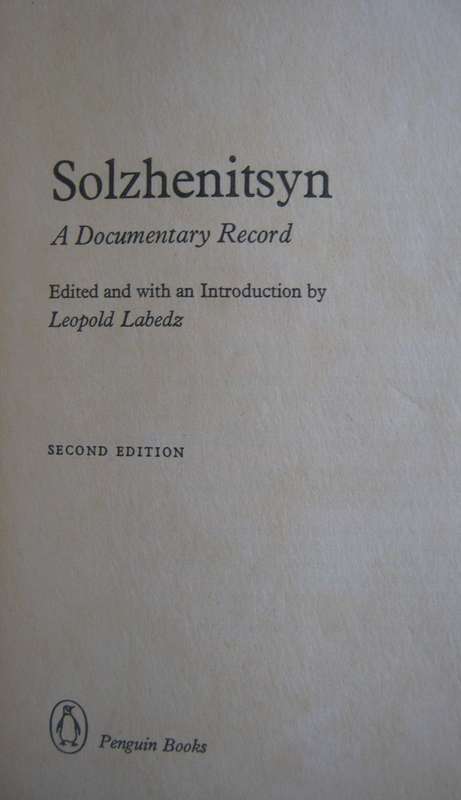 Solzhenitsyn
A Documentary Record
Edited and with an Introduction by
Leopold Labedz
SECOND EDITION
Penguin Books